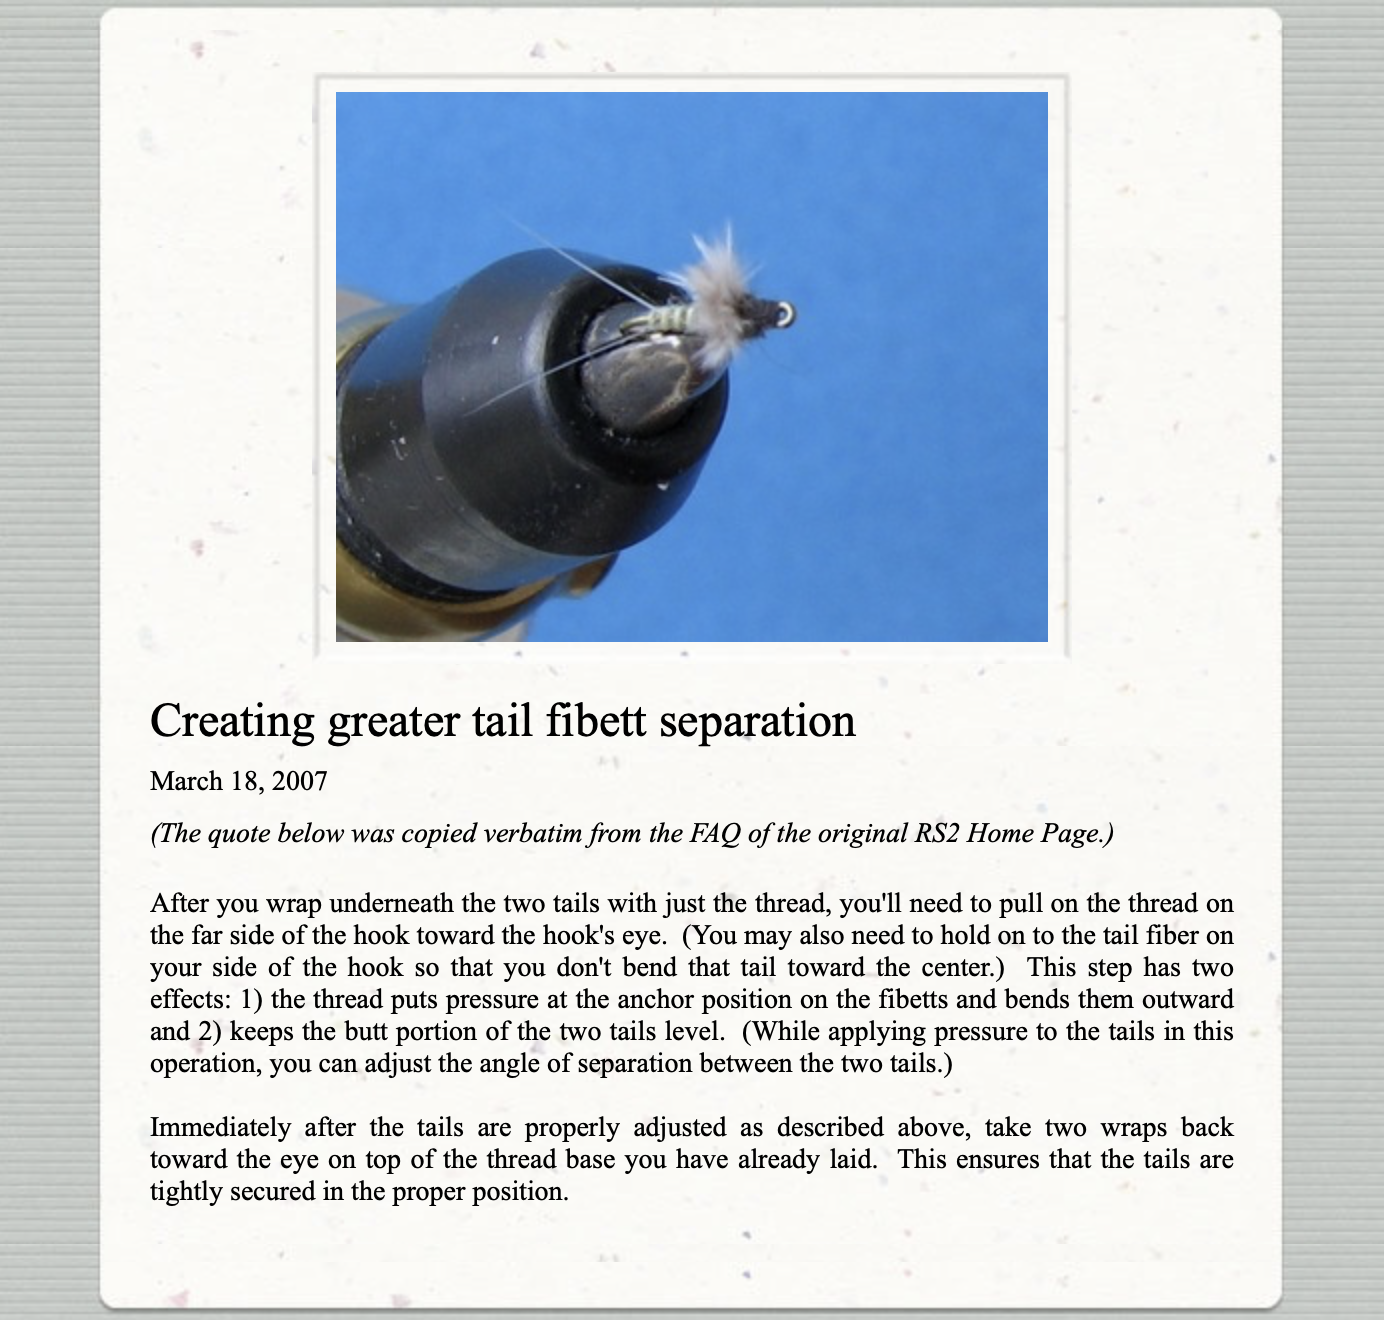 Creating greater tail fibett separation
March 18, 2007
(The quote below was copied verbatim from the FAQ of the original RS2 Home Page.)
After you wrap underneath the two tails with just the thread, you'll need to pull on the thread on
the far side of the hook toward the hook's eye.  (You may also need to hold on to the tail fiber on
your side of the hook so that you don't bend that tail toward the center.)  This step has two
effects: 1) the thread puts pressure at the anchor position on the fibetts and bends them outward
and 2) keeps the butt portion of the two tails level.  (While applying pressure to the tails in this
operation, you can adjust the angle of separation between the two tails.)
Immediately after the tails are properly adjusted as described above, take two wraps back
toward the eye on top of the thread base you have already laid.  This ensures that the tails are
tightly secured in the proper position.